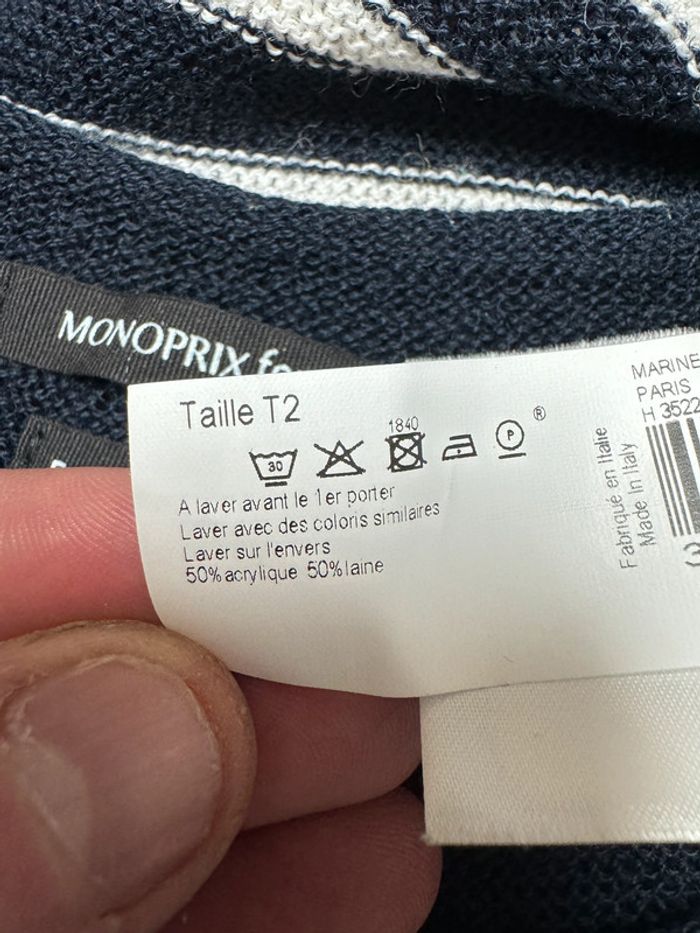 MONOPRIX
Taille T2
1840
30
P
®
A laver avant le 1er porter
Laver avec des coloris similaires
Laver sur l'envers
50% acrylique 50% laine
Fabriqué en Italie
Made In Italy
MARINE
PARIS
H 3522